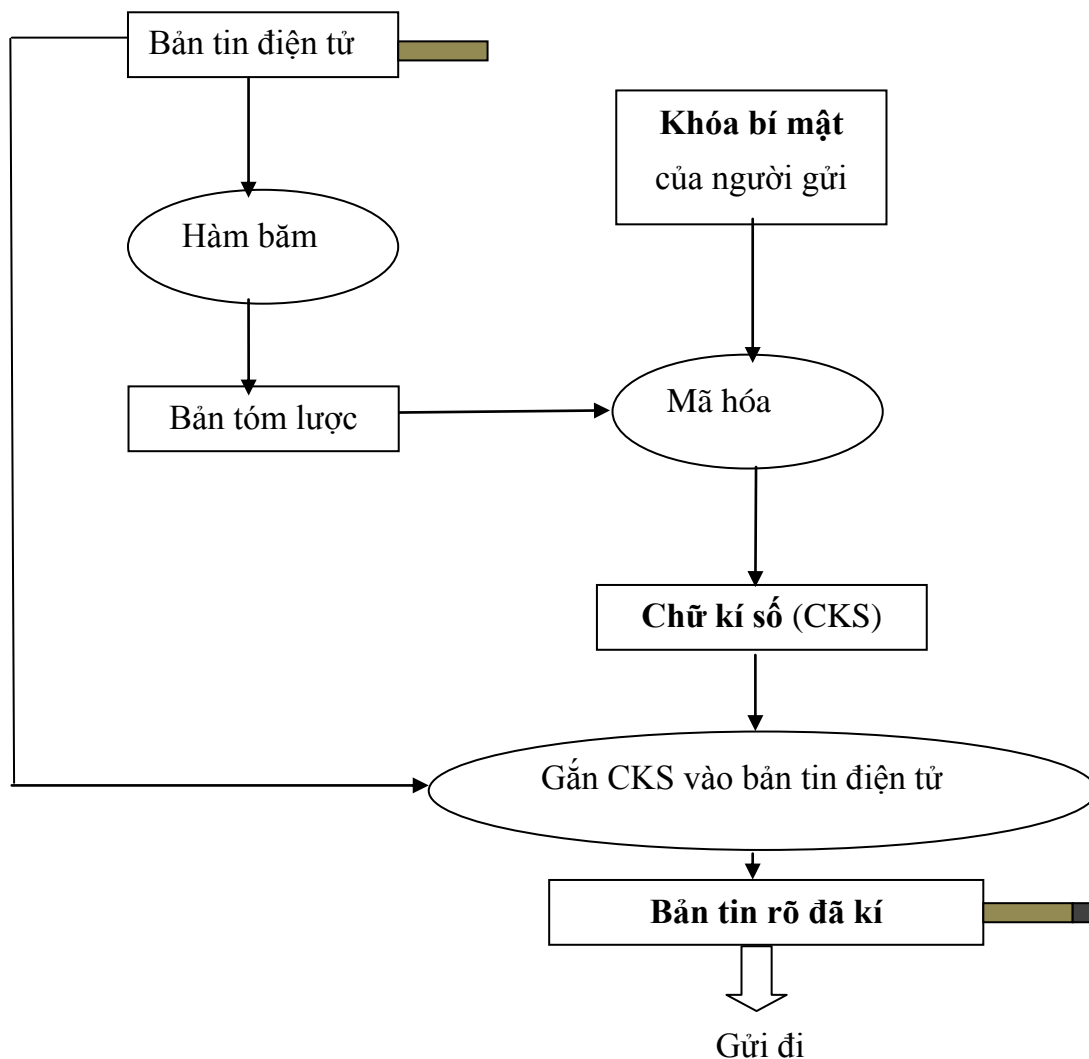 Bản tin điện tử
Khóa bí mật
của người gửi
Hàm băm
Bản tóm lược
Mã hóa
Chữ kí số (CKS)
Gắn CKS vào bản tin điện tử
Bản tin rõ đã kí
Gửi đi